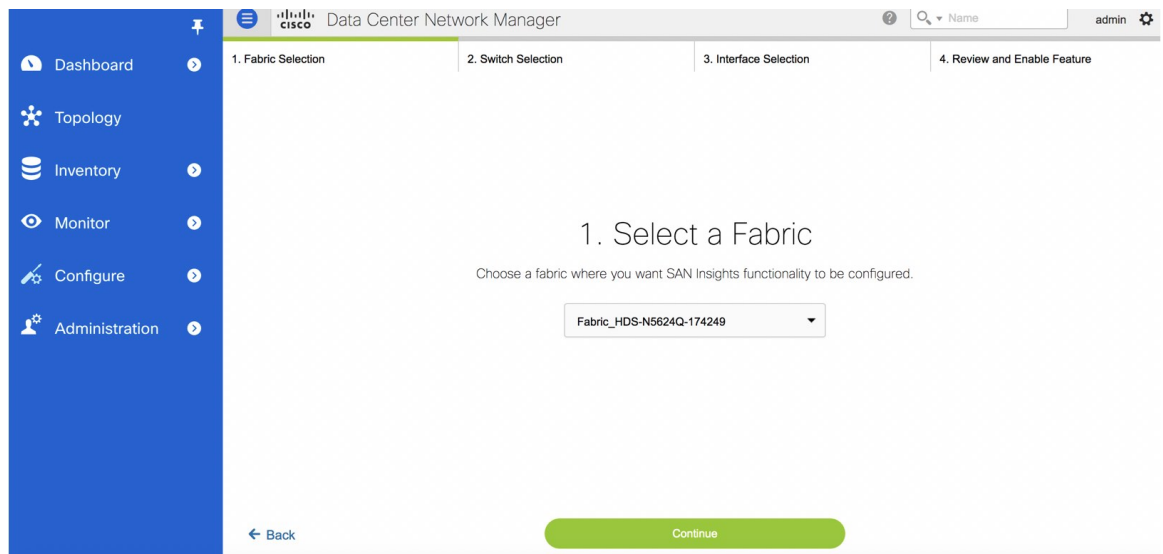 cisco Data Center Network Manager
Name
admin
Dashboard
Topology
Inventory
Monitor
Configure
Administration
1. Fabric Selection
2. Switch Selection
3. Interface Selection
4. Review and Enable Feature
1. Select a Fabric
Choose a fabric where you want SAN Insights functionality to be configured.
Fabric_HDS-N5624Q-174249
Back
Continue